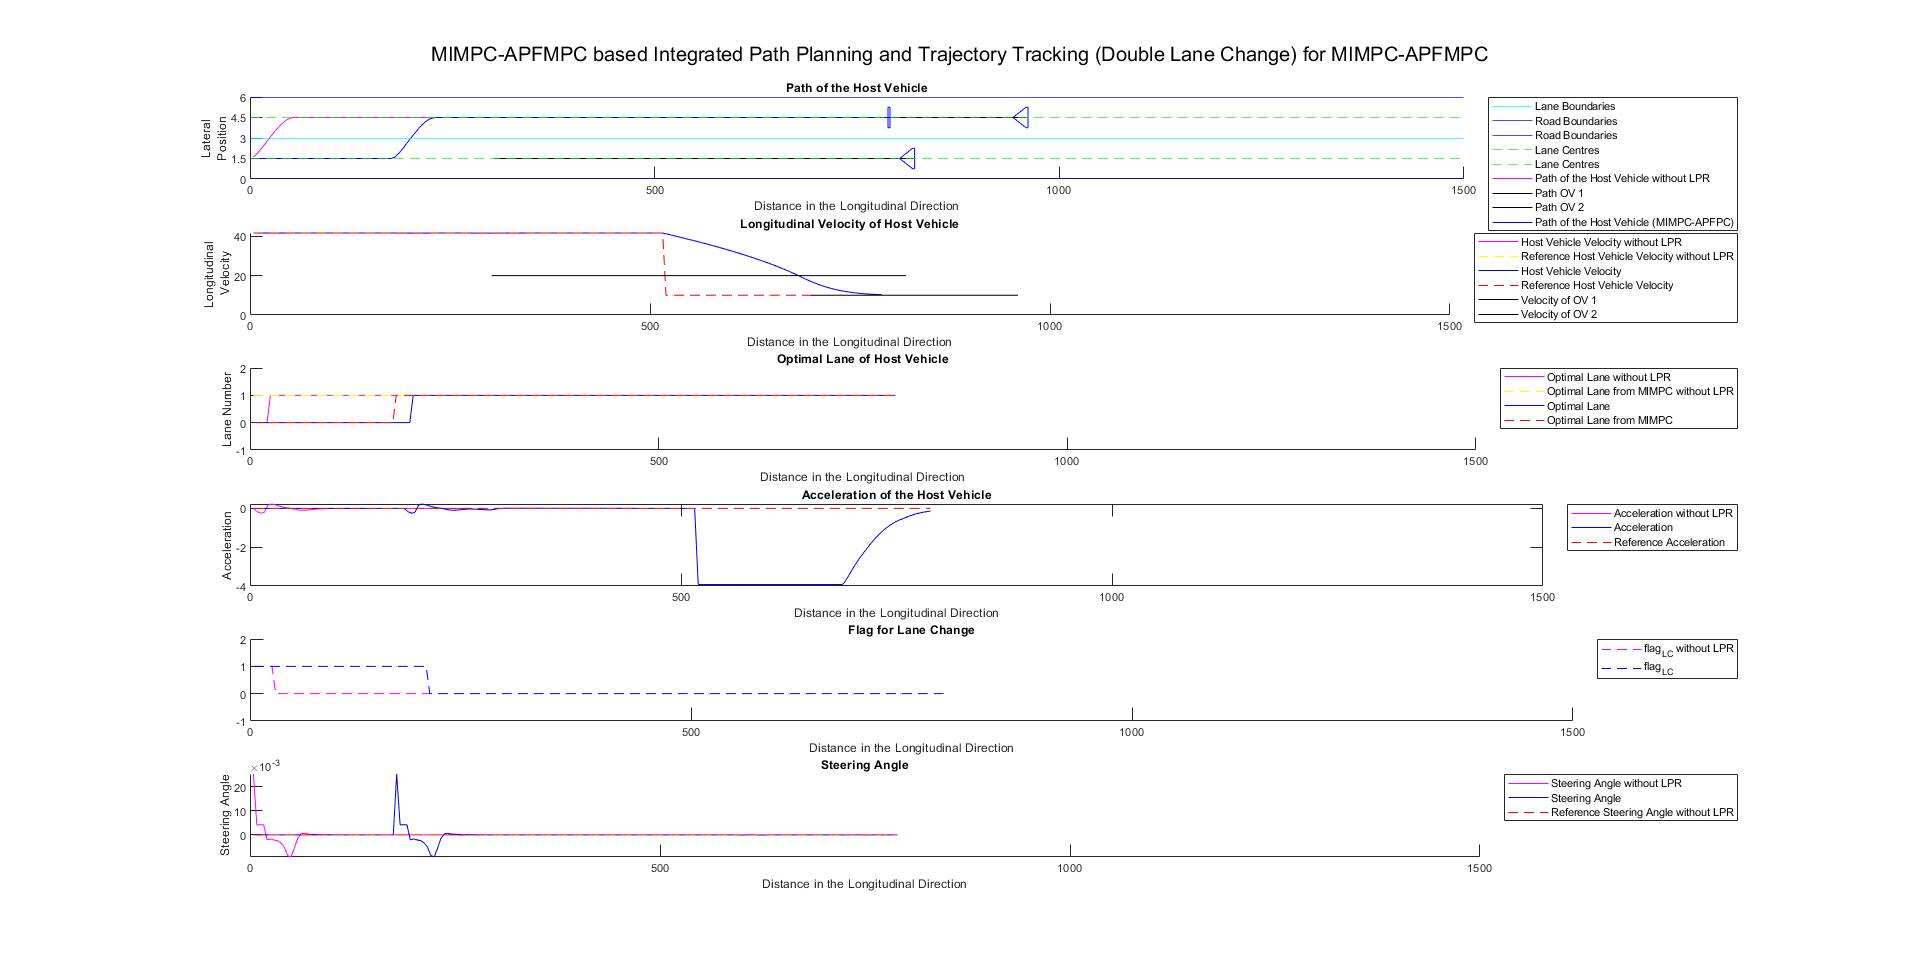 MIMPC-APFMPC based Integrated Path Planning and Trajectory Tracking (Double Lane Change) for MIMPC-APFMPC
Path of the Host Vehicle
Lateral
Position
6
4.5
3
1.5
0
0
500
1000
1500
Distance in the Longitudinal Direction
Lane Boundaries
Road Boundaries
Road Boundaries
Lane Centres
Lane Centres
Path of the Host Vehicle without LPR
Path OV 1
Path OV 2
Path of the Host Vehicle (MIMPC-APFPC)
Longitudinal Velocity of Host Vehicle
Longitudinal
Velocity
40
20
0
0
500
1000
1500
Distance in the Longitudinal Direction
Host Vehicle Velocity without LPR
Reference Host Vehicle Velocity without LPR
Host Vehicle Velocity
Reference Host Vehicle Velocity
Velocity of OV 1
Velocity of OV 2
Optimal Lane of Host Vehicle
Lane Number
2
1
0
-1
0
500
1000
1500
Distance in the Longitudinal Direction
Optimal Lane without LPR
Optimal Lane from MIMPC without LPR
Optimal Lane
Optimal Lane from MIMPC
Acceleration of the Host Vehicle
Acceleration
0
-2
-4
0
500
1000
1500
Distance in the Longitudinal Direction
Acceleration without LPR
Acceleration
Reference Acceleration
Flag for Lane Change
2
1
0
-1
0
500
1000
1500
Distance in the Longitudinal Direction
flagLC without LPR
flagLC
Steering Angle
Steering Angle
×10-3
20
10
0
0
500
1000
1500
Distance in the Longitudinal Direction
Steering Angle without LPR
Steering Angle
Reference Steering Angle without LPR